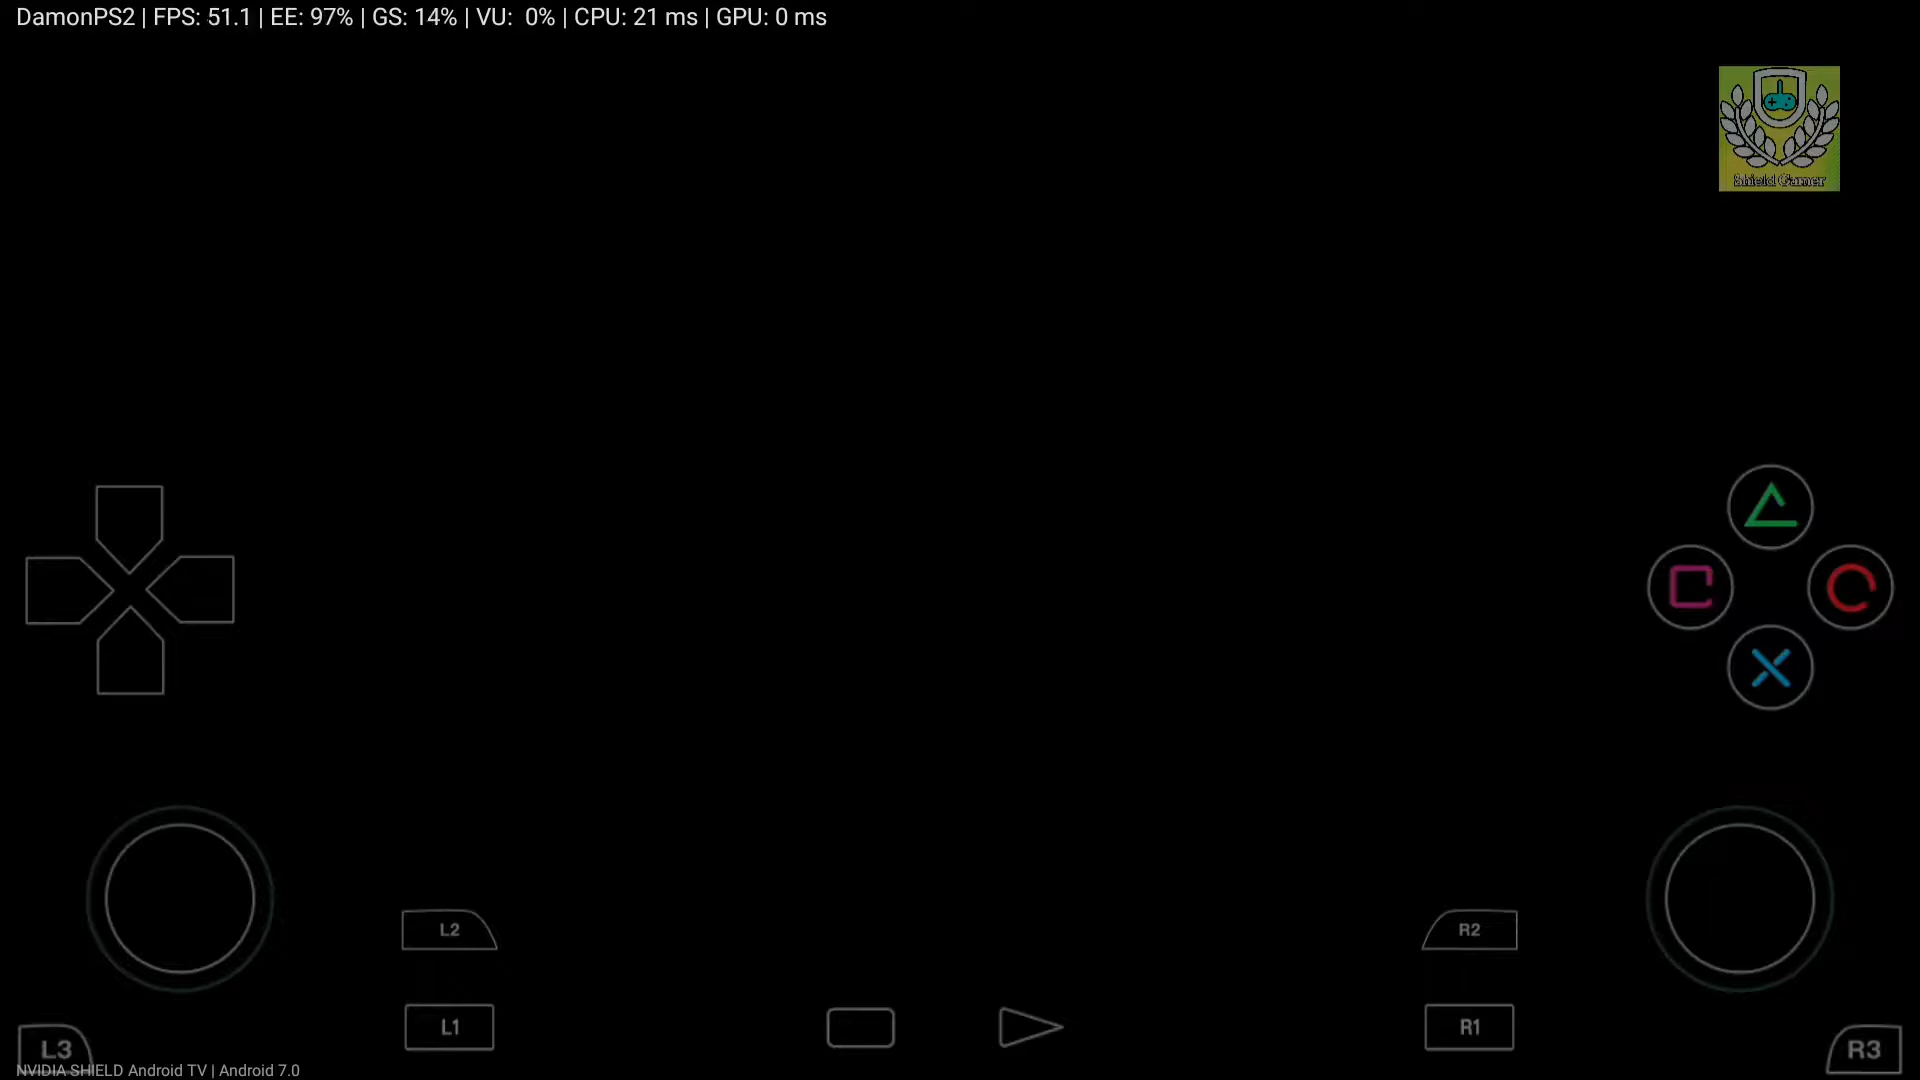 DamonPS2 | FPS: 51.1 | EE: 97% | GS: 14% | VU:  0% | CPU: 21 ms | GPU: 0 ms
Shield Gamer
L2
R2
L1
R1
L3
R3
NVIDIA SHIELD Android TV | Android 7.0